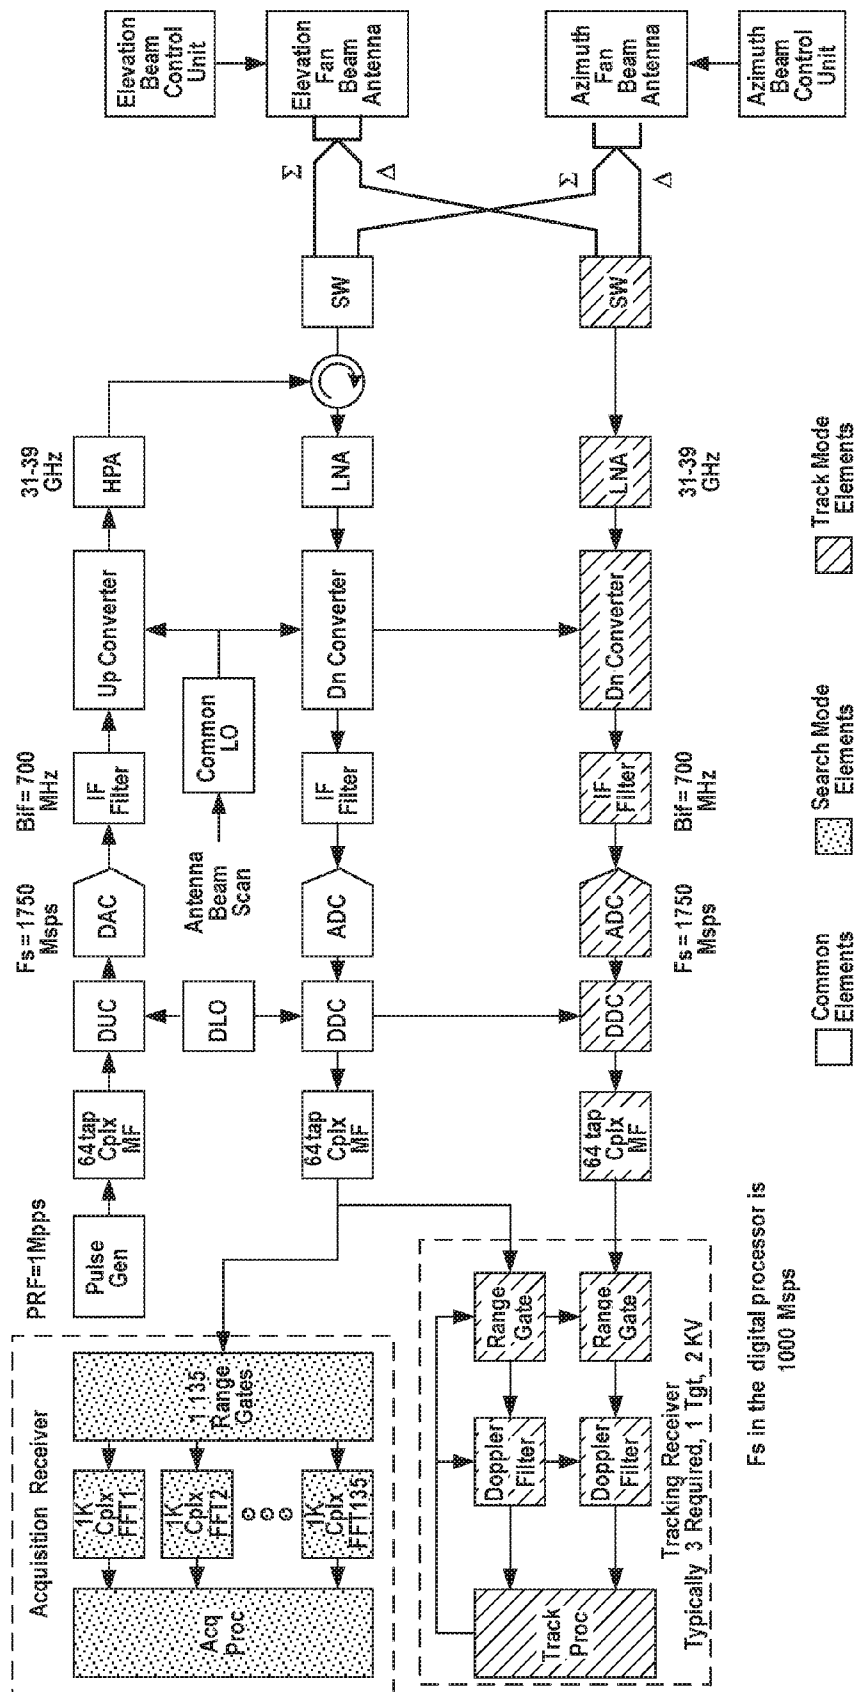 Elevation
Beam
Control
Unit
Elevation
Fan
Beam
Antenna
Azimuth
Fan
Beam
Antenna
Azimuth
Beam
Control
Unit
Σ
Δ
Σ
Δ
SW
SW
31-39
GHz
HPA
LNA
LNA
31-39
GHz
Up Converter
Dn Converter
Dn Converter
Common
LO
Antenna
Beam
Scan
Bif = 700
MHz
IF
Filter
IF
Filter
IF
Filter
Bif = 700
MHz
Fs = 1750
Msps
DAC
ADC
ADC
Fs = 1750
Msps
DUC
DLO
DDC
DDC
64 tap
Cplx
MF
64 tap
Cplx
MF
64 tap
Cplx
MF
PRF=1Mpps
Pulse
Gen
Acquisition Receiver
1 135
Range
Gates
1K
Cplx
FFT1
1K
Cplx
FFT2
1K
Cplx
FFT135
Acq
Proc
Range
Gate
Range
Gate
Doppler
Filter
Doppler
Filter
Track
Proc
Tracking Receiver
Typically 3 Required, 1 Tgt, 2 KV
Fs in the digital processor is
1000 Msps
Common
Elements
Search Mode
Elements
Track Mode
Elements